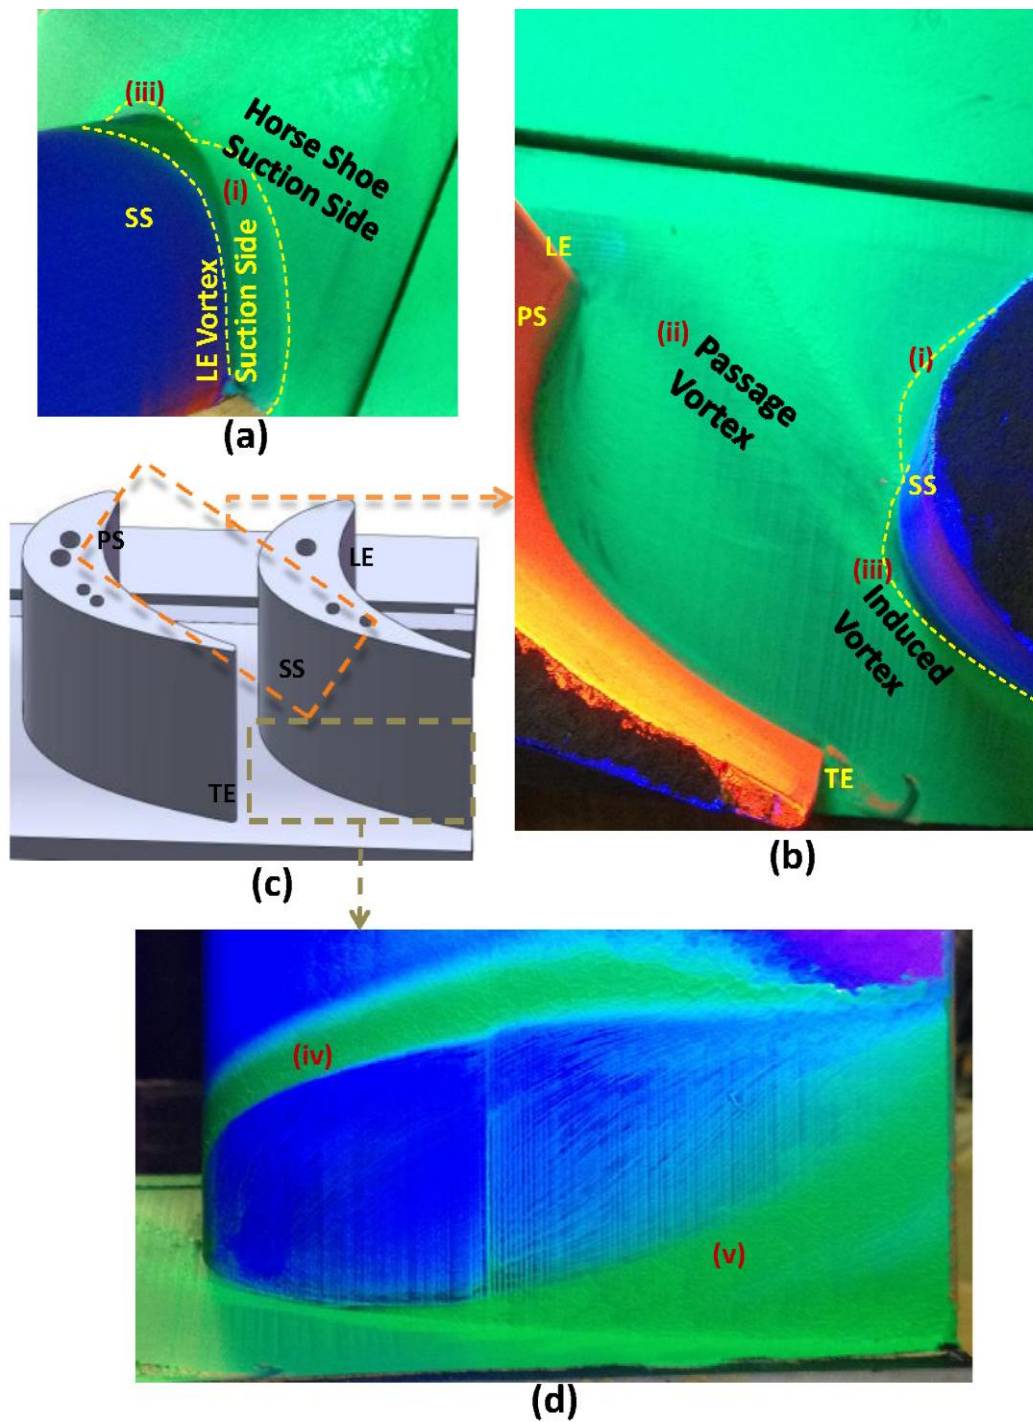 (iii)
Horse Shoe
Suction Side
(i)
SS
LE Vortex
Suction Side
(a)
LE
PS
(ii) Passage
Vortex
(i)
SS
(iii)
Induced
Vortex
TE
(b)
PS
LE
SS
TE
(c)
(iv)
(v)
(d)